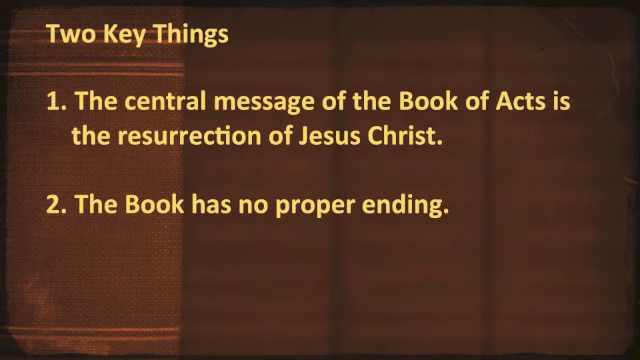 Two Key Things
1. The central message of the Book of Acts is
the resurrection of Jesus Christ.
2. The Book has no proper ending.